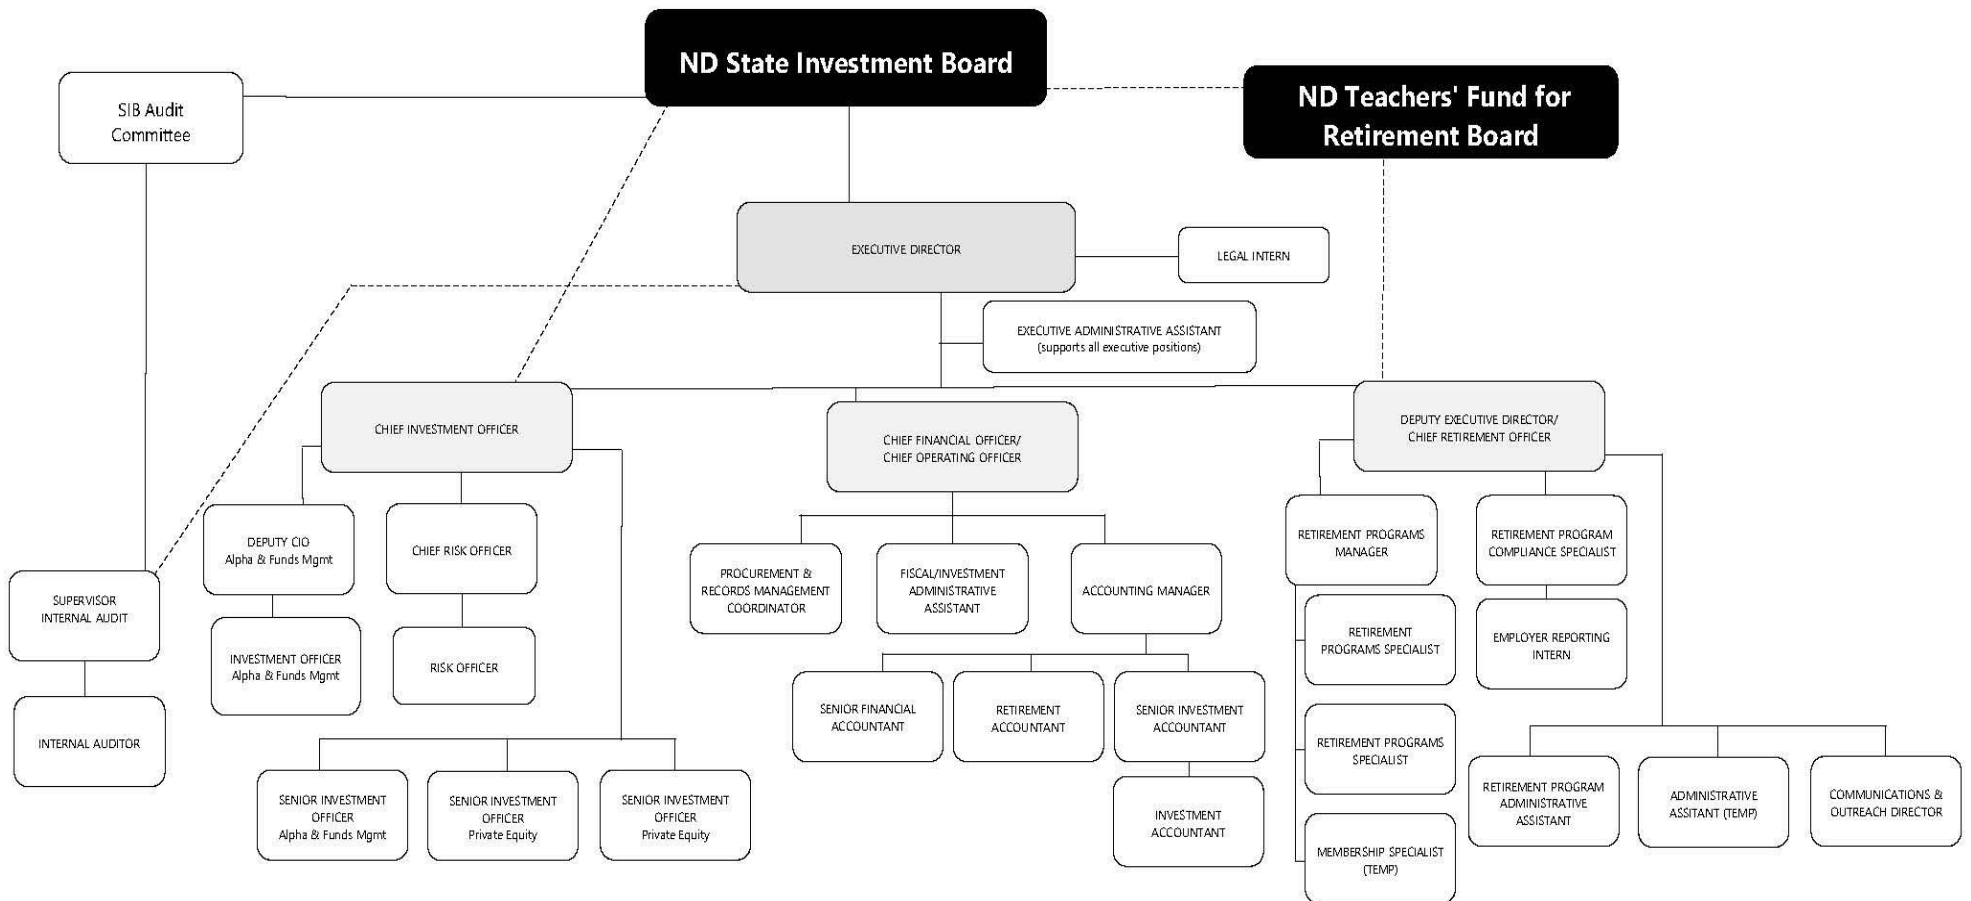 ND State Investment Board
SIB Audit
Committee
ND Teachers' Fund for
Retirement Board
EXECUTIVE DIRECTOR
LEGAL INTERN
EXECUTIVE ADMINISTRATIVE ASSISTANT
(supports all executive positions)
CHIEF INVESTMENT OFFICER
CHIEF FINANCIAL OFFICER/
CHIEF OPERATING OFFICER
DEPUTY EXECUTIVE DIRECTOR/
CHIEF RETIREMENT OFFICER
DEPUTY CIO
Alpha & Funds Mgmt
CHIEF RISK OFFICER
PROCUREMENT &
RECORDS MANAGEMENT
COORDINATOR
FISCAL/INVESTMENT
ADMINISTRATIVE
ASSISTANT
ACCOUNTING MANAGER
RETIREMENT PROGRAMS
MANAGER
RETIREMENT PROGRAM
COMPLIANCE SPECIALIST
SUPERVISOR
INTERNAL AUDIT
INVESTMENT OFFICER
Alpha & Funds Mgmt
RISK OFFICER
RETIREMENT
PROGRAMS SPECIALIST
EMPLOYER REPORTING
INTERN
INTERNAL AUDITOR
SENIOR FINANCIAL
ACCOUNTANT
RETIREMENT
ACCOUNTANT
SENIOR INVESTMENT
ACCOUNTANT
RETIREMENT PROGRAMS
SPECIALIST
SENIOR INVESTMENT
OFFICER
Alpha & Funds Mgmt
SENIOR INVESTMENT
OFFICER
Private Equity
SENIOR INVESTMENT
OFFICER
Private Equity
INVESTMENT
ACCOUNTANT
RETIREMENT PROGRAM
ADMINISTRATIVE
ASSISTANT
ADMINISTRATIVE
ASSITANT (TEMP)
COMMUNICATIONS &
OUTREACH DIRECTOR
MEMBERSHIP SPECIALIST
(TEMP)